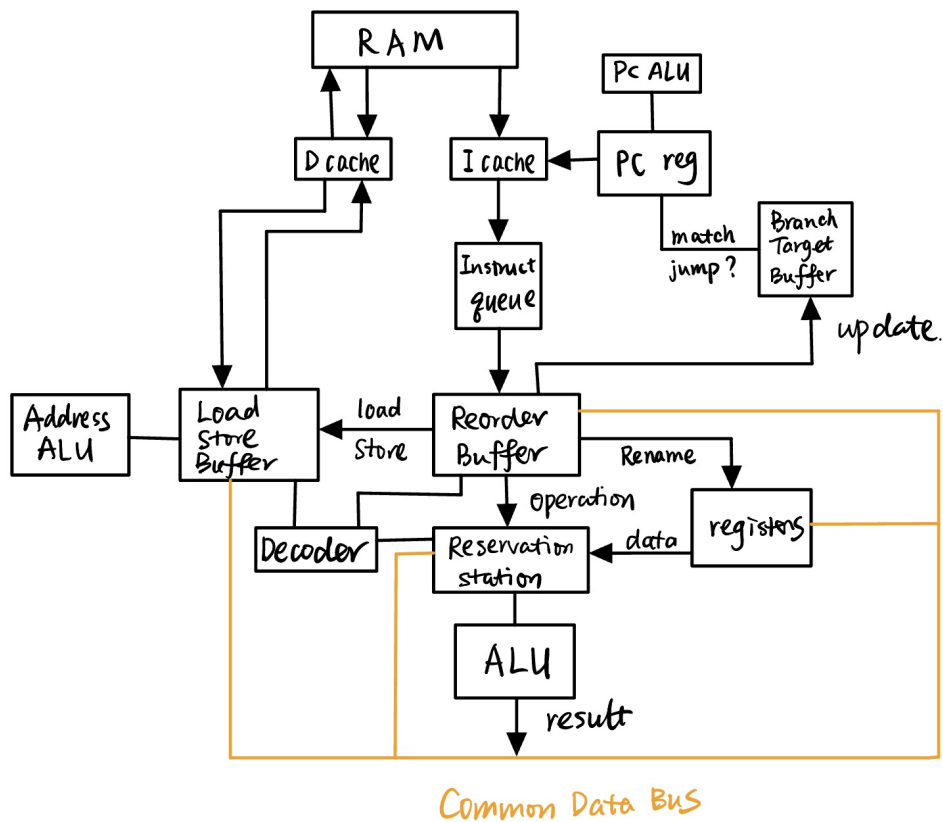 RAM
PC ALU
D cache
I cache
PC reg
Branch
Target
Buffer
match
jump?
Instruct
queue
update.
Address
ALU
Load
Store
Buffer
load
Store
Reorder
Buffer
Rename
operation
registers
Decoder
Reservation
station
data
ALU
result
Common Data Bus